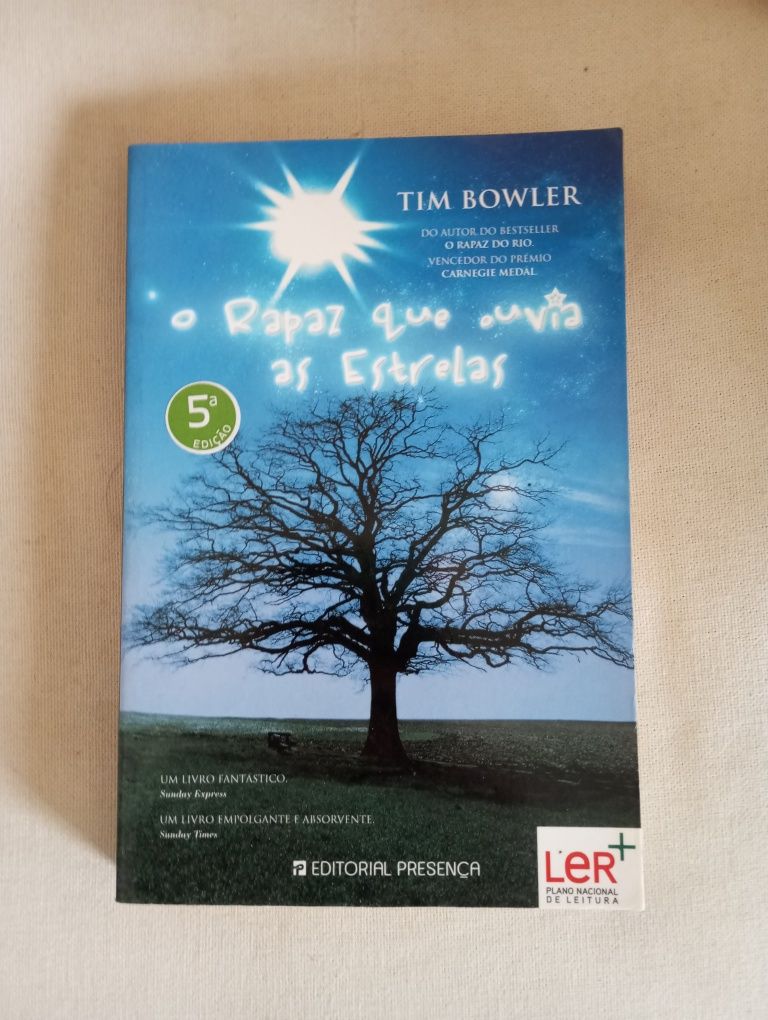 TIM BOWLER
DO AUTOR DO BESTSELLER
O RAPAZ DO RIO.
VENCEDOR DO PRÉMIO
CARNEGIE MEDAL.
o Rapaz que ouvia
as Estrelas
5ª
EDIÇÃO
UM LIVRO FANTÁSTICO.
Sunday Express
UM LIVRO EMPOLGANTE E ABSORVENTE.
Sunday Times
EDITORIAL PRESENÇA
LeR+
PLANO NACIONAL
DE LEITURA